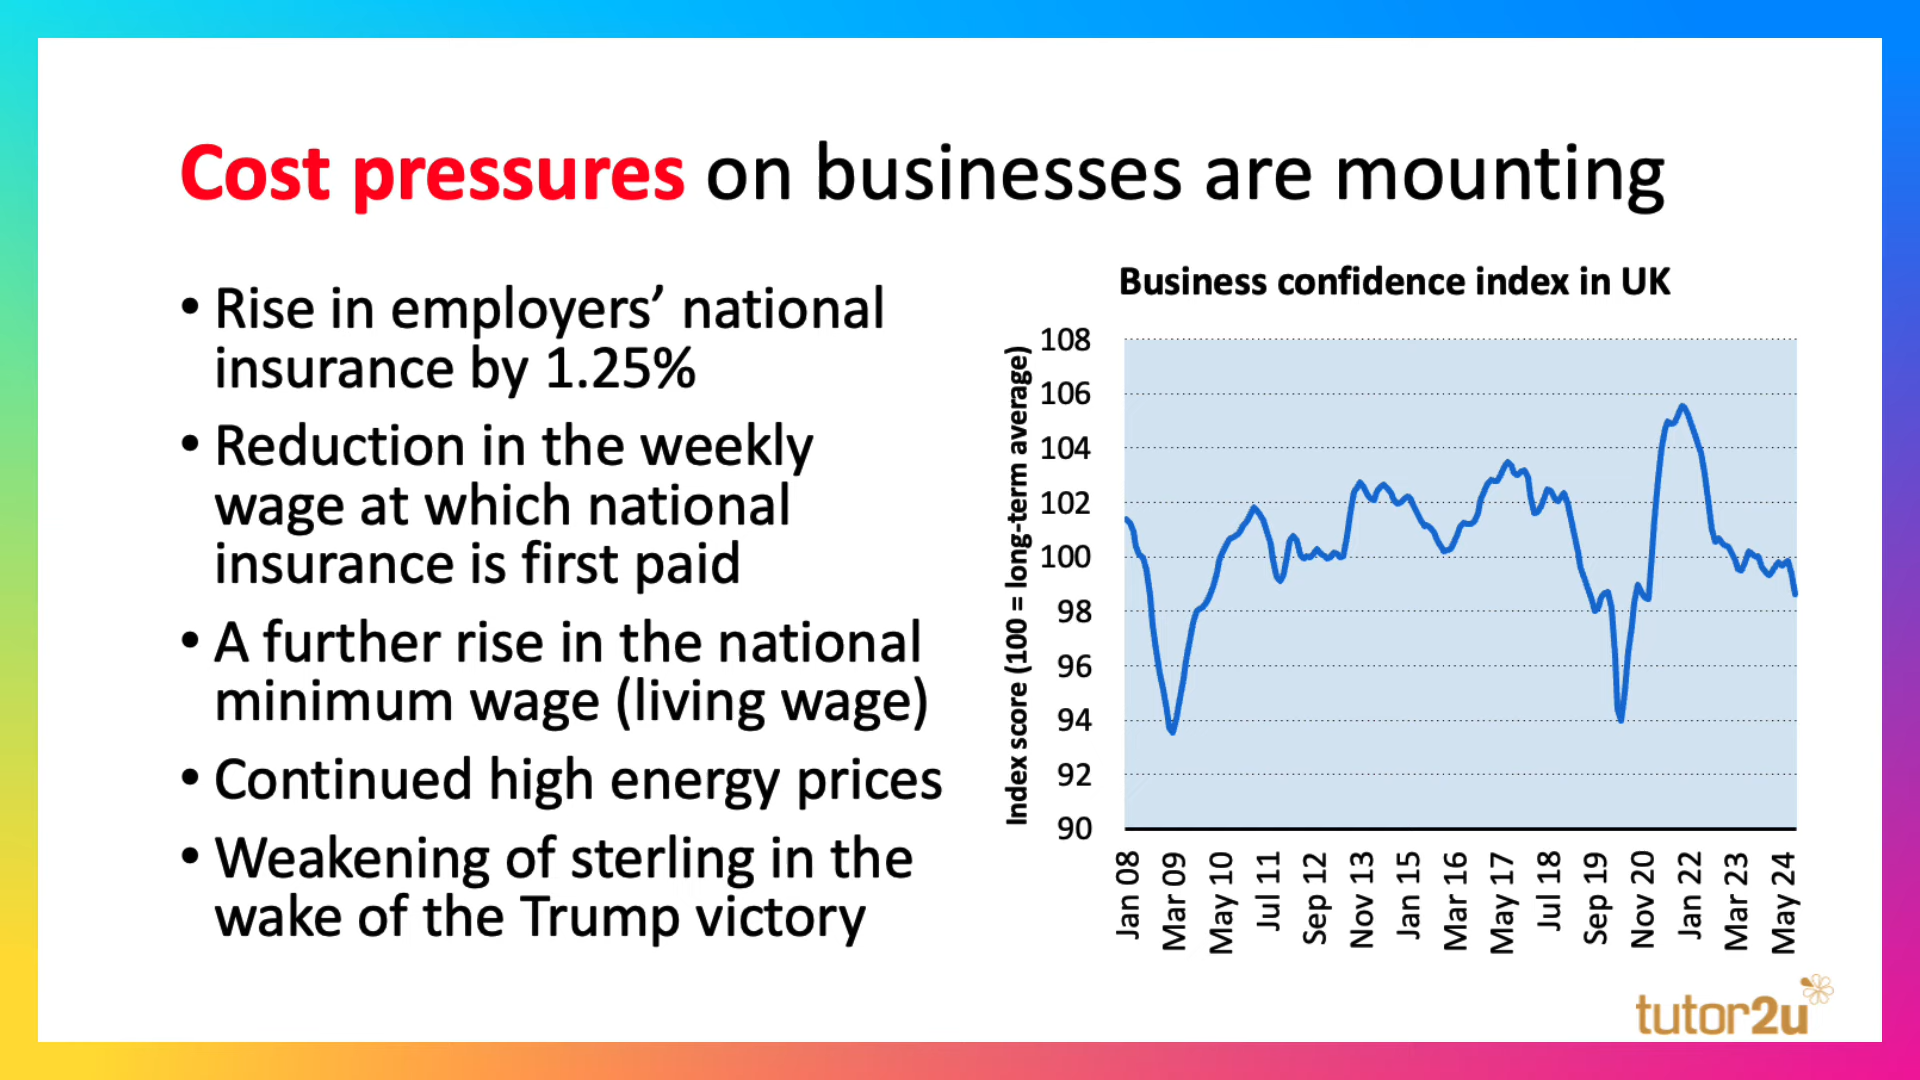 Cost pressures on businesses are mounting
• Rise in employers’ national
insurance by 1.25%
• Reduction in the weekly
wage at which national
insurance is first paid
• A further rise in the national
minimum wage (living wage)
• Continued high energy prices
• Weakening of sterling in the
wake of the Trump victory
Business confidence index in UK
Index score (100 = long-term average)
108
106
104
102
100
98
96
94
92
90
Jan 08
Mar 09
May 10
Jul 11
Sep 12
Nov 13
Jan 15
Mar 16
May 17
Jul 18
Sep 19
Nov 20
Jan 22
Mar 23
May 24
tutor2u